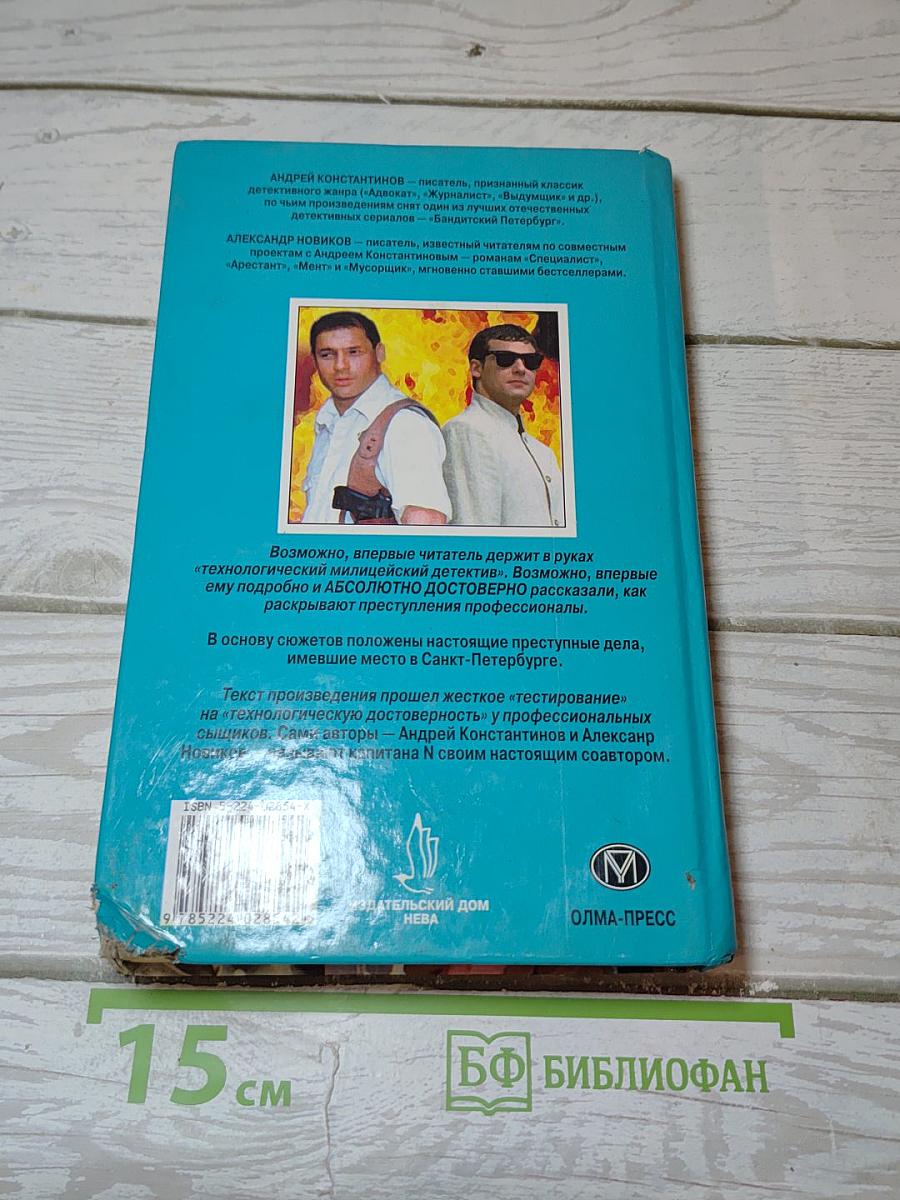 АНДРЕЙ КОНСТАНТИНОВ — писатель, признанный классик
детективного жанра («Адвокат», «Журналист», «Выдумщик» и др.),
по чьим произведениям снят один из лучших отечественных
детективных сериалов — «Бандитский Петербург».
АЛЕКСАНДР НОВИКОВ — писатель, известный читателям по совместным
проектам с Андреем Константиновым — романам «Специалист»,
«Арестант», «Мент» и «Мусорщик», мгновенно ставшими бестселлерами.
Возможно, впервые читатель держит в руках
«технологический милицейский детектив». Возможно, впервые
ему подробно и АБСОЛЮТНО ДОСТОВЕРНО рассказали, как
раскрывают преступления профессионалы.
В основу сюжетов положены настоящие преступные дела,
имевшие место в Санкт-Петербурге.
Текст произведения прошел жесткое «тестирование»
на «технологическую достоверность» у профессиональных
сыщиков. Сами авторы — Андрей Константинов и Алексанр
капитана N своим настоящим соавтором.
ISBN 5-224-02854-X
ИЗДАТЕЛЬСКИЙ ДОМ
НЕВА
ОЛМА-ПРЕСС
15 см
БФ БИБЛИОФАН